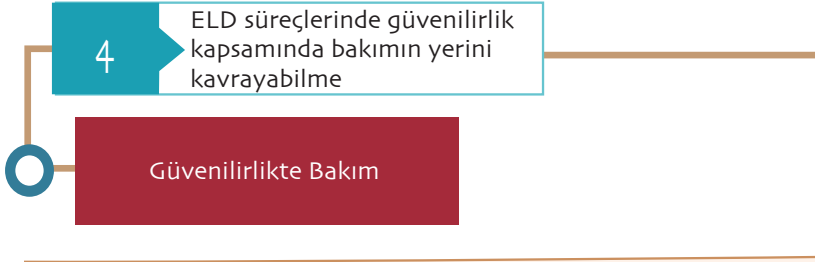 4
ELD süreçlerinde güvenilirlik
kapsamında bakımın yerini
kavrayabilme
Güvenilirlikte Bakım